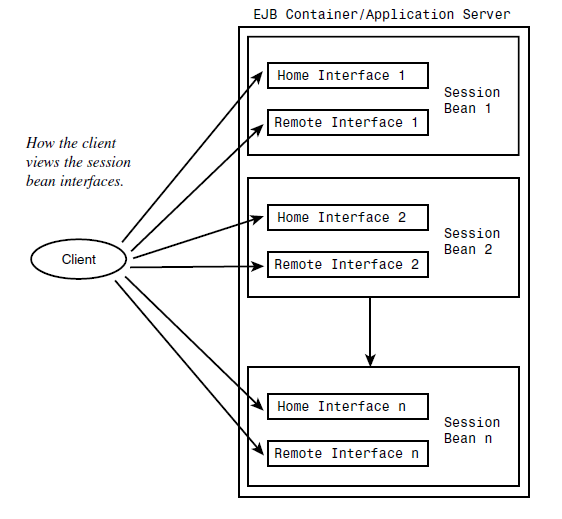 EJB Container/Application Server
Home Interface 1
Remote Interface 1
Session
Bean 1
How the client
views the session
bean interfaces.
Home Interface 2
Remote Interface 2
Session
Bean 2
Client
Home Interface n
Remote Interface n
Session
Bean n